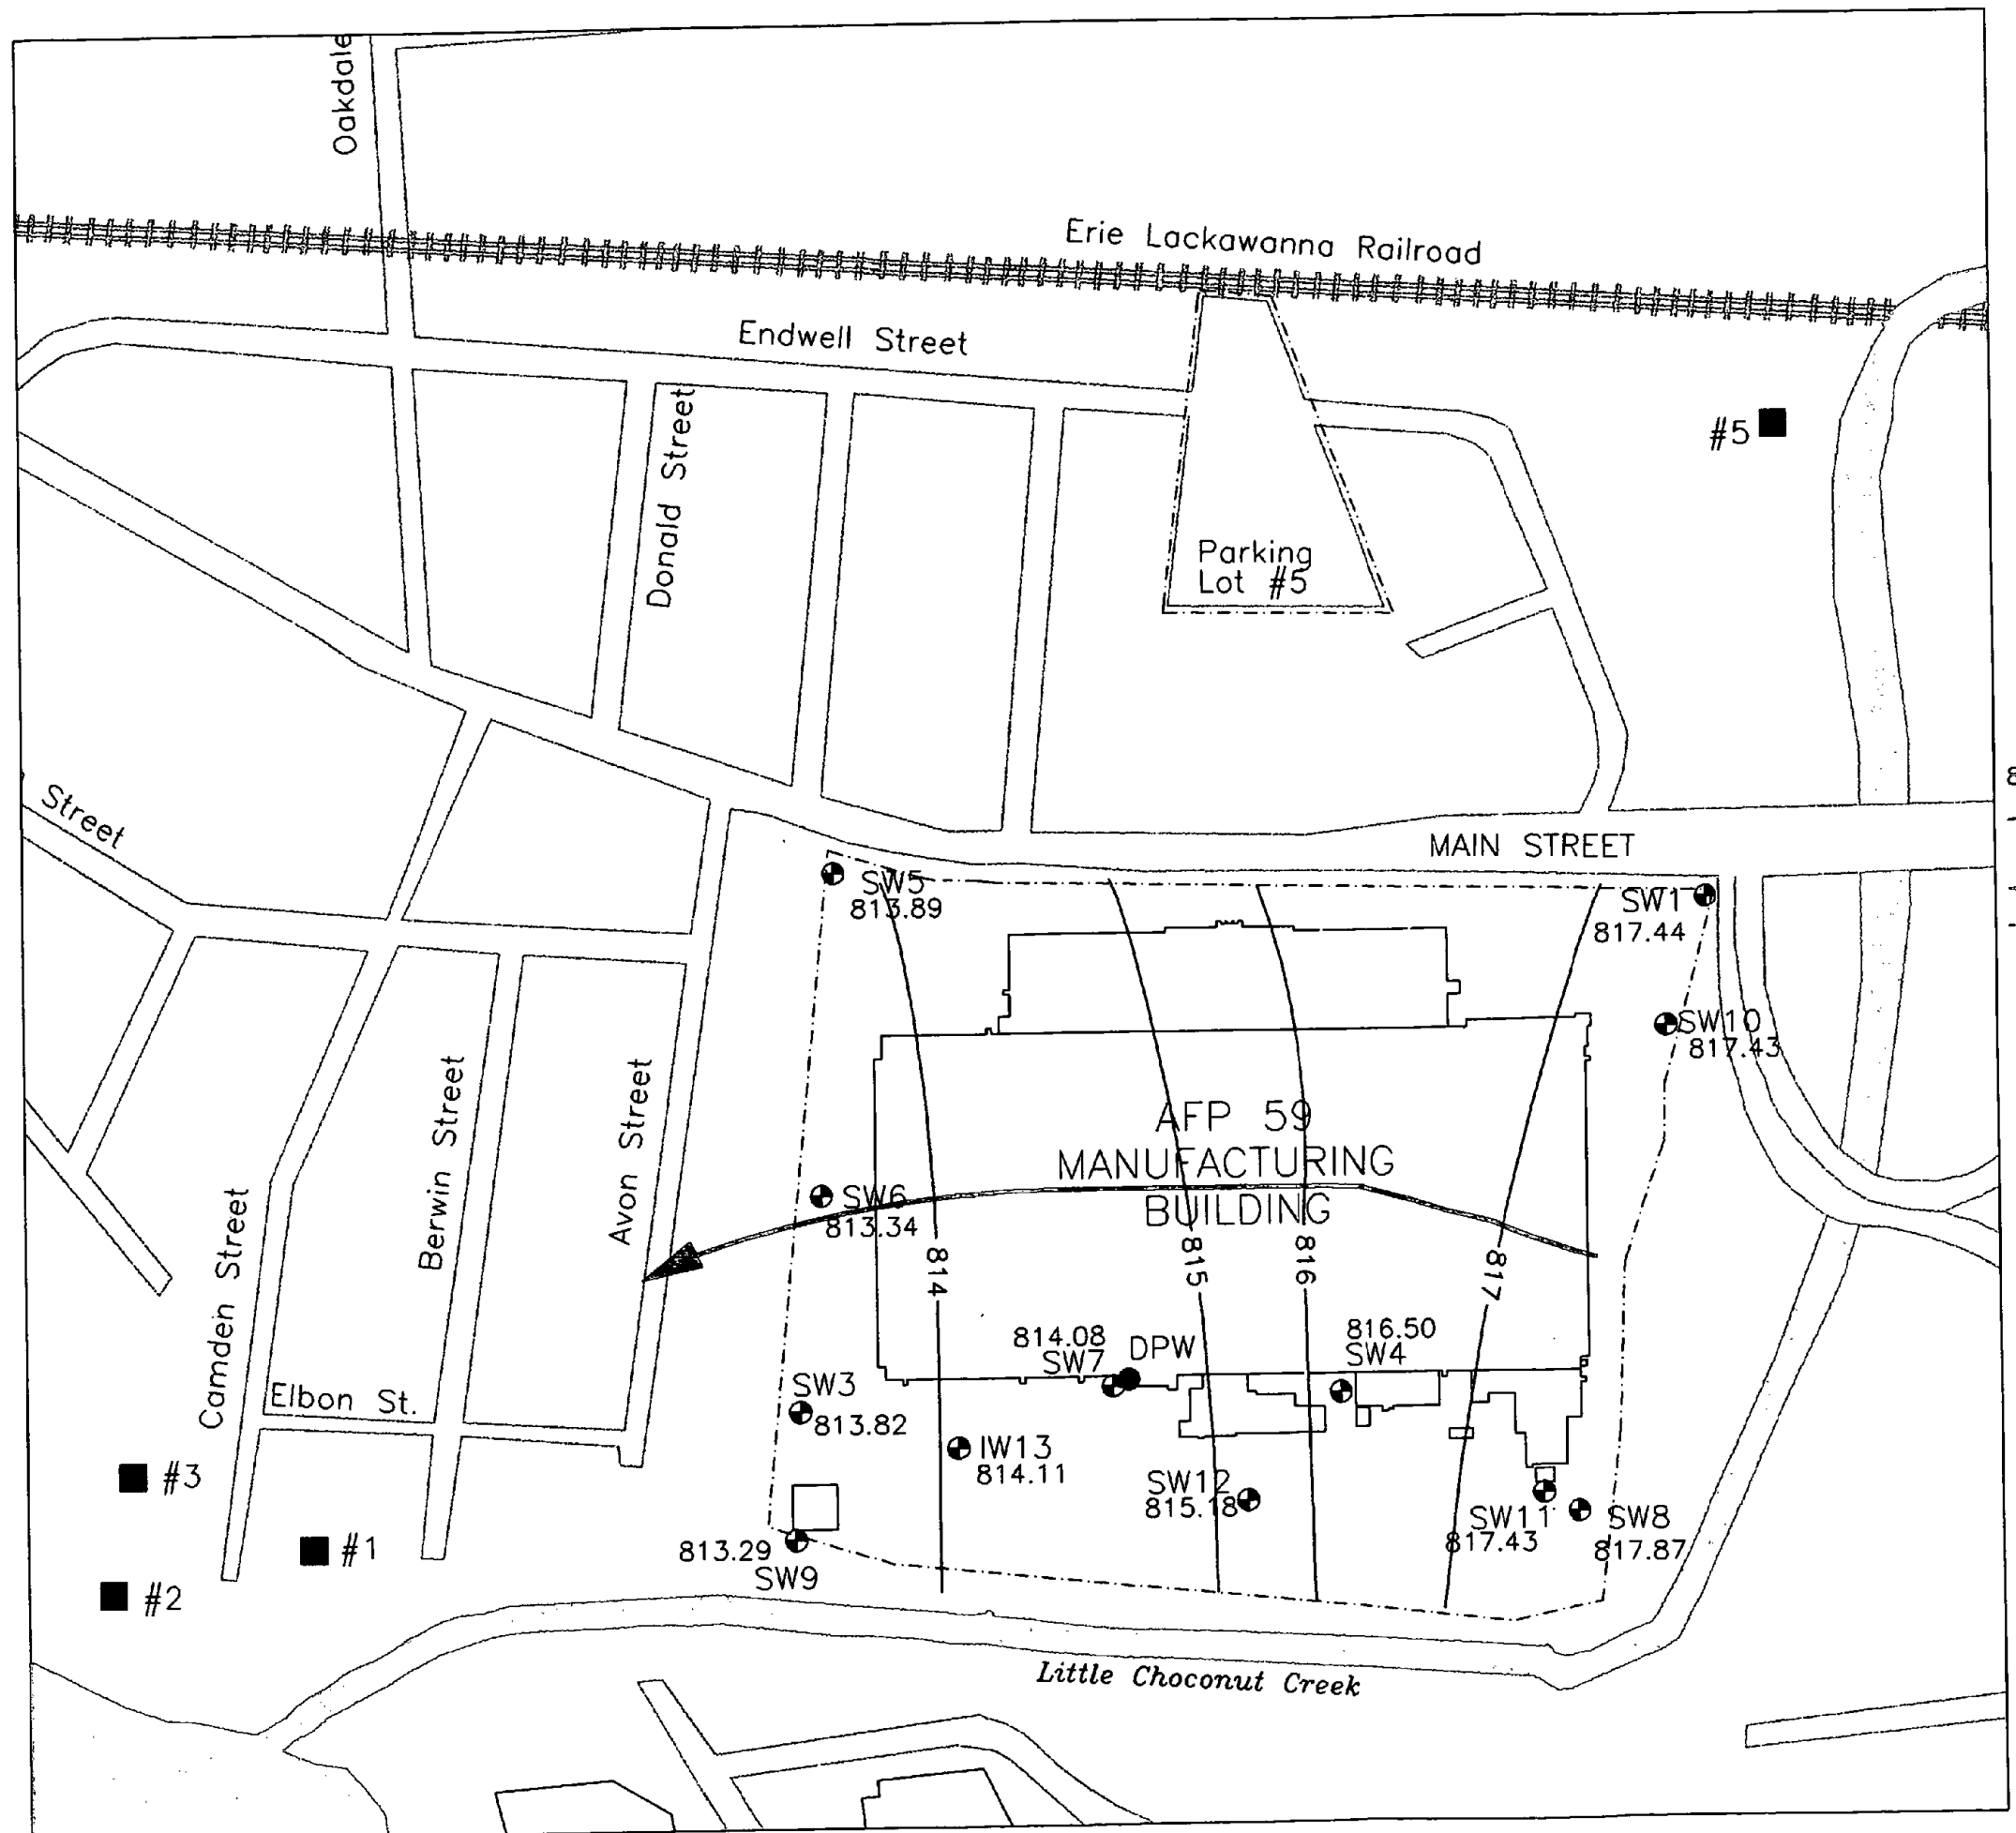 Oakdale
Erie Lackawanna Railroad
Endwell Street
#5
Donald Street
Parking
Lot #5
Street
MAIN STREET
SW5
813.89
SW1
817.44
SW10
817.43
AFP 59
MANUFACTURING
BUILDING
Berwin Street
Avon Street
Camden Street
SW6
813.34
814
815
816
817
814.08
SW7
DPW
816.50
SW4
Elbon St.
SW3
813.82
IW13
814.11
SW12
815.18
SW11
817.43
SW8
817.87
#3
#1
#2
813.29
SW9
Little Choconut Creek